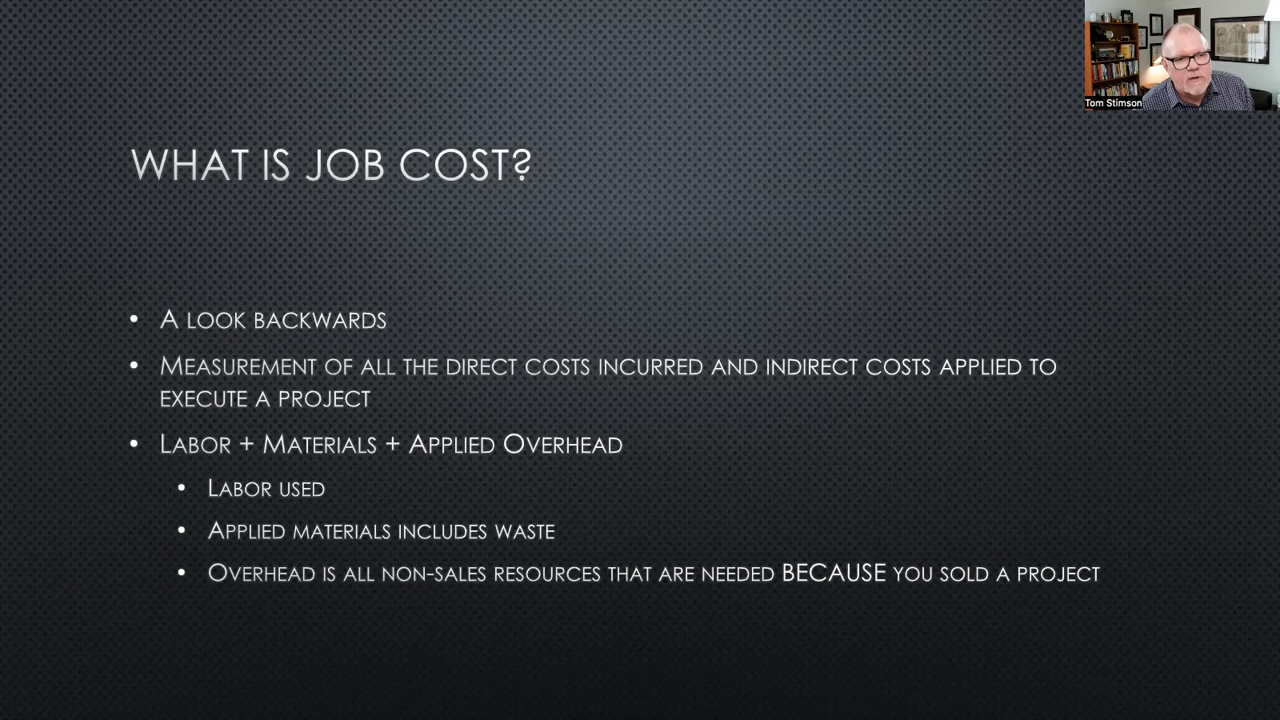 Tom Stimson
WHAT IS JOB COST?
• A LOOK BACKWARDS
• MEASUREMENT OF ALL THE DIRECT COSTS INCURRED AND INDIRECT COSTS APPLIED TO
EXECUTE A PROJECT
• LABOR + MATERIALS + APPLIED OVERHEAD
• LABOR USED
• APPLIED MATERIALS INCLUDES WASTE
• OVERHEAD IS ALL NON-SALES RESOURCES THAT ARE NEEDED BECAUSE YOU SOLD A PROJECT